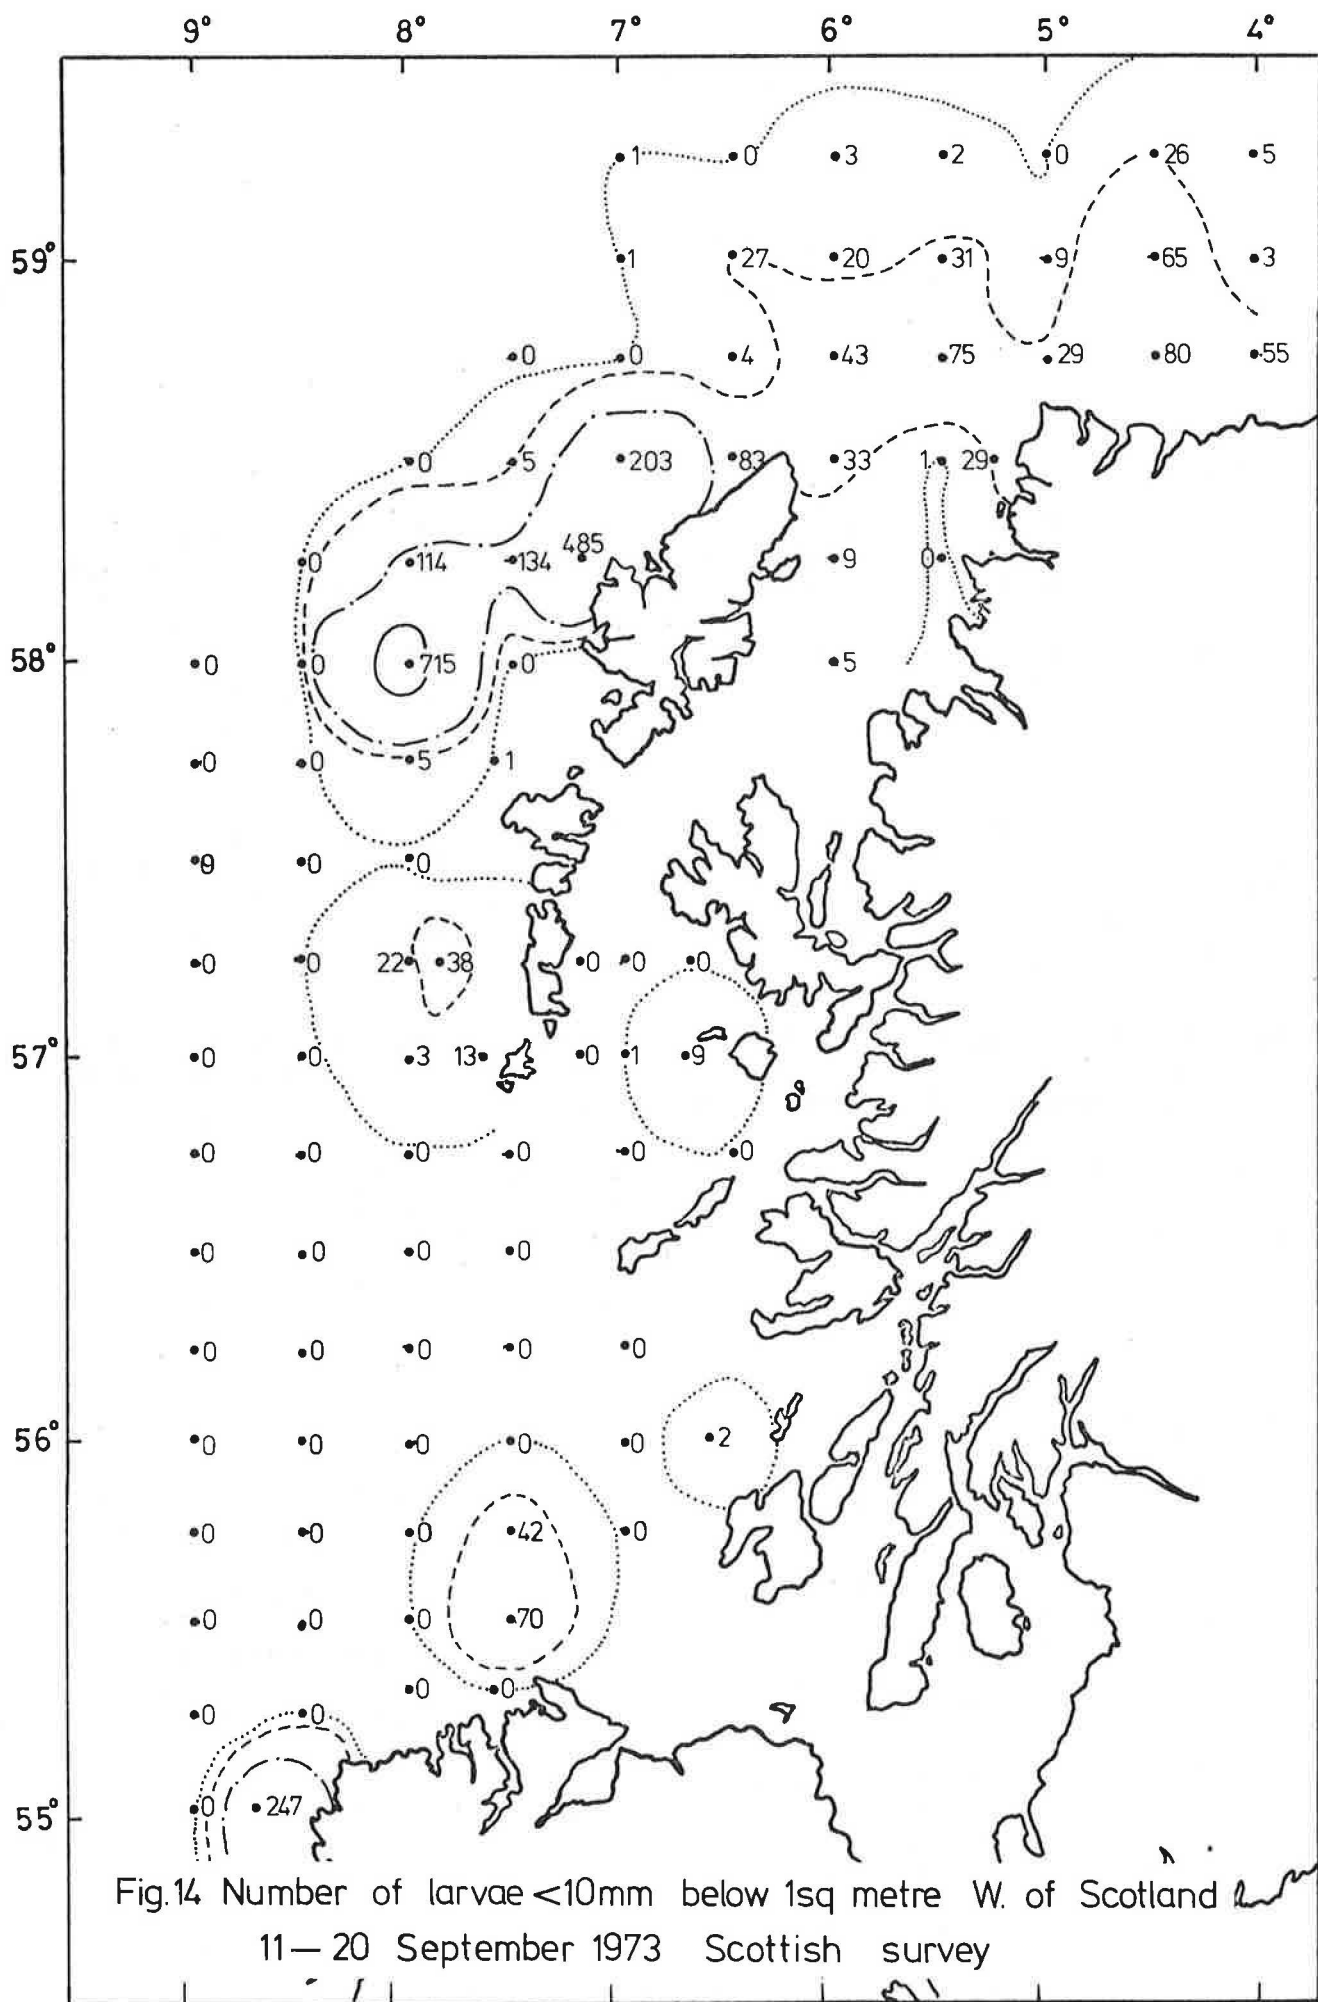 9° 8° 7° 6° 5° 4°
1 0 3 2 0 26 5
59° 1 27 20 31 9 65 3
0 0 4 43 75 29 80 55
0 5 203 83 33 1 29
485
0 114 134 9 0
58° 0 0 715 0 5
0 0 5 1
0 0 0
0 0 22 38 0 0 0
57° 0 0 3 13 0 1 9
0 0 0 0 0 0
0 0 0 0
0 0 0 0 0
56° 0 0 0 0 0 2
0 0 0 42 0
0 0 0 70
0 0
0 0
55° 0 247
Fig.14 Number of larvae <10mm below 1sq metre W. of Scotland
11–20 September 1973 Scottish survey